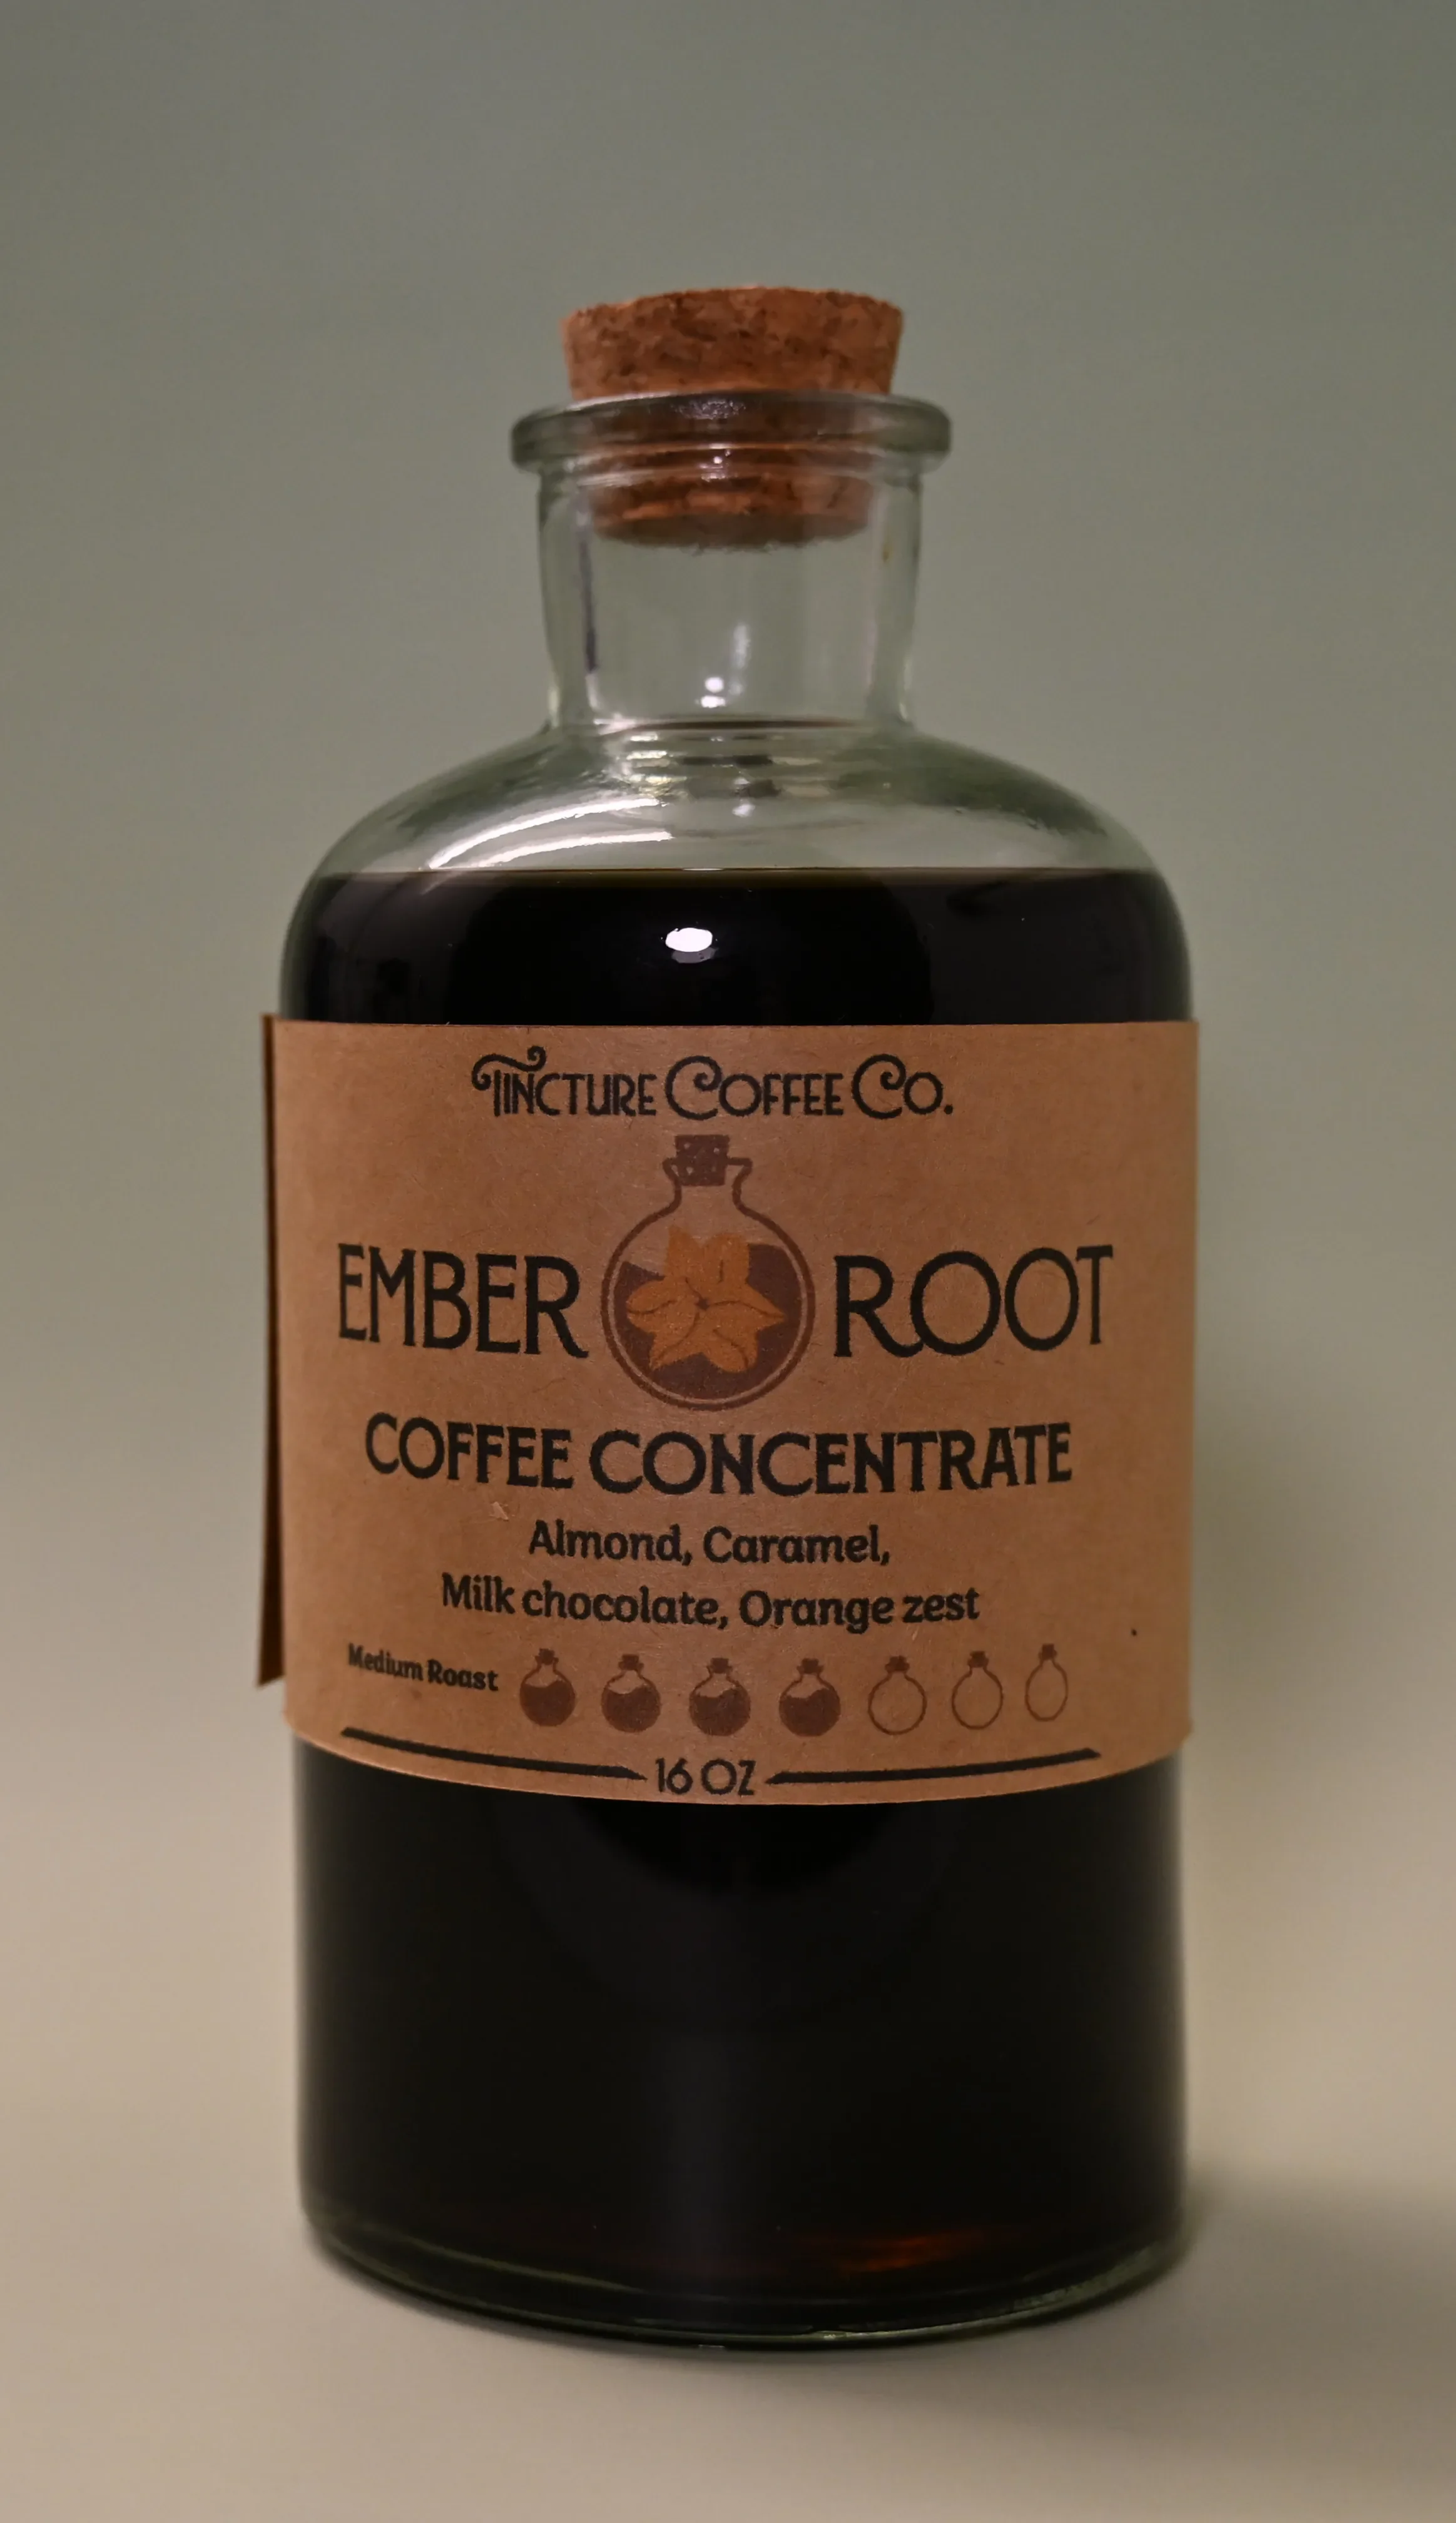 TINCTURE COFFEE CO.
EMBER ROOT
COFFEE CONCENTRATE
Almond, Caramel,
Milk chocolate, Orange zest
Medium Roast
16 OZ